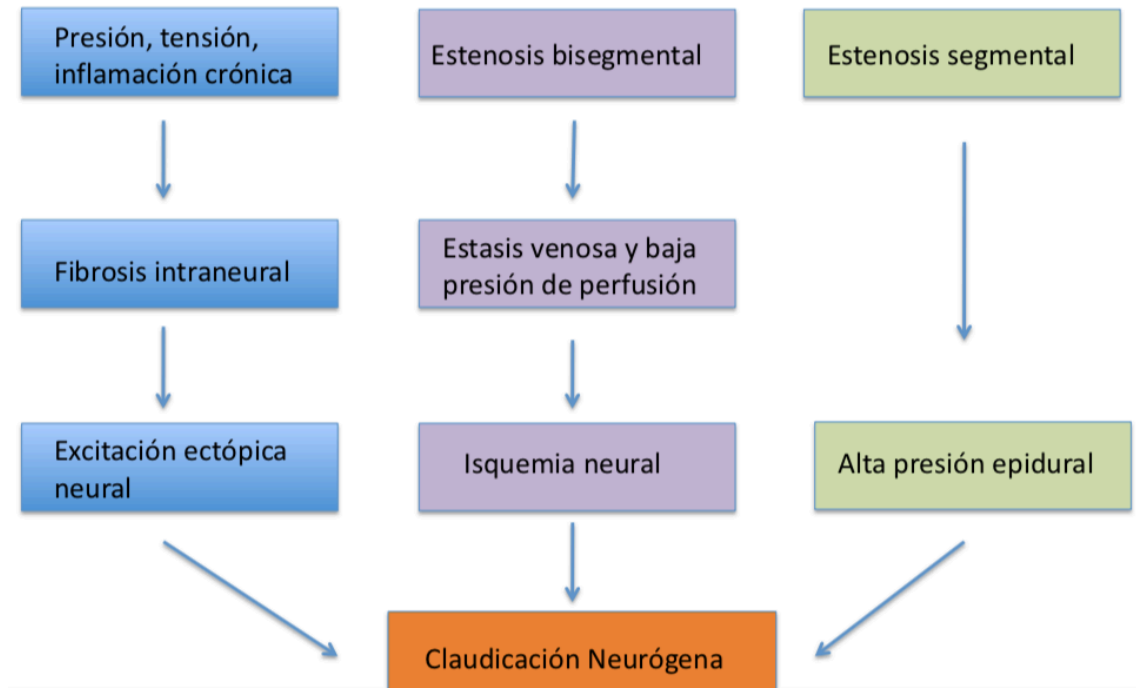 Presión, tensión,
inflamación crónica
Estenosis bisegmental
Estenosis segmental
Fibrosis intraneural
Estasis venosa y baja
presión de perfusión
Excitación ectópica
neural
Isquemia neural
Alta presión epidural
Claudicación Neurógena